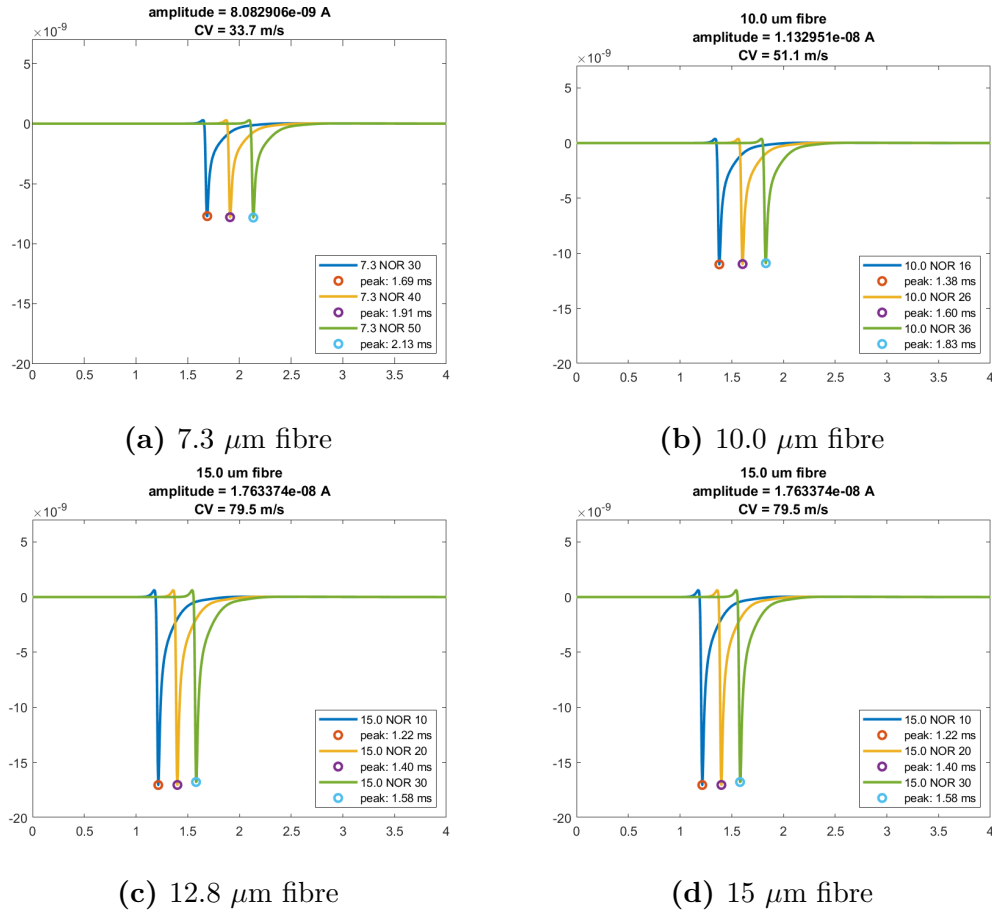 amplitude = 8.082906e-09 A
CV = 33.7 m/s
×10⁻⁹
5
0
-5
-10
-15
-20
0 0.5 1 1.5 2 2.5 3 3.5 4
7.3 NOR 30
peak: 1.69 ms
7.3 NOR 40
peak: 1.91 ms
7.3 NOR 50
peak: 2.13 ms
(a) 7.3 μm fibre
10.0 um fibre
amplitude = 1.132951e-08 A
CV = 51.1 m/s
×10⁻⁹
5
0
-5
-10
-15
-20
0 0.5 1 1.5 2 2.5 3 3.5 4
10.0 NOR 16
peak: 1.38 ms
10.0 NOR 26
peak: 1.60 ms
10.0 NOR 36
peak: 1.83 ms
(b) 10.0 μm fibre
15.0 um fibre
amplitude = 1.763374e-08 A
CV = 79.5 m/s
×10⁻⁹
5
0
-5
-10
-15
-20
0 0.5 1 1.5 2 2.5 3 3.5 4
15.0 NOR 10
peak: 1.22 ms
15.0 NOR 20
peak: 1.40 ms
15.0 NOR 30
peak: 1.58 ms
(c) 12.8 μm fibre
15.0 um fibre
amplitude = 1.763374e-08 A
CV = 79.5 m/s
×10⁻⁹
5
0
-5
-10
-15
-20
0 0.5 1 1.5 2 2.5 3 3.5 4
15.0 NOR 10
peak: 1.22 ms
15.0 NOR 20
peak: 1.40 ms
15.0 NOR 30
peak: 1.58 ms
(d) 15 μm fibre